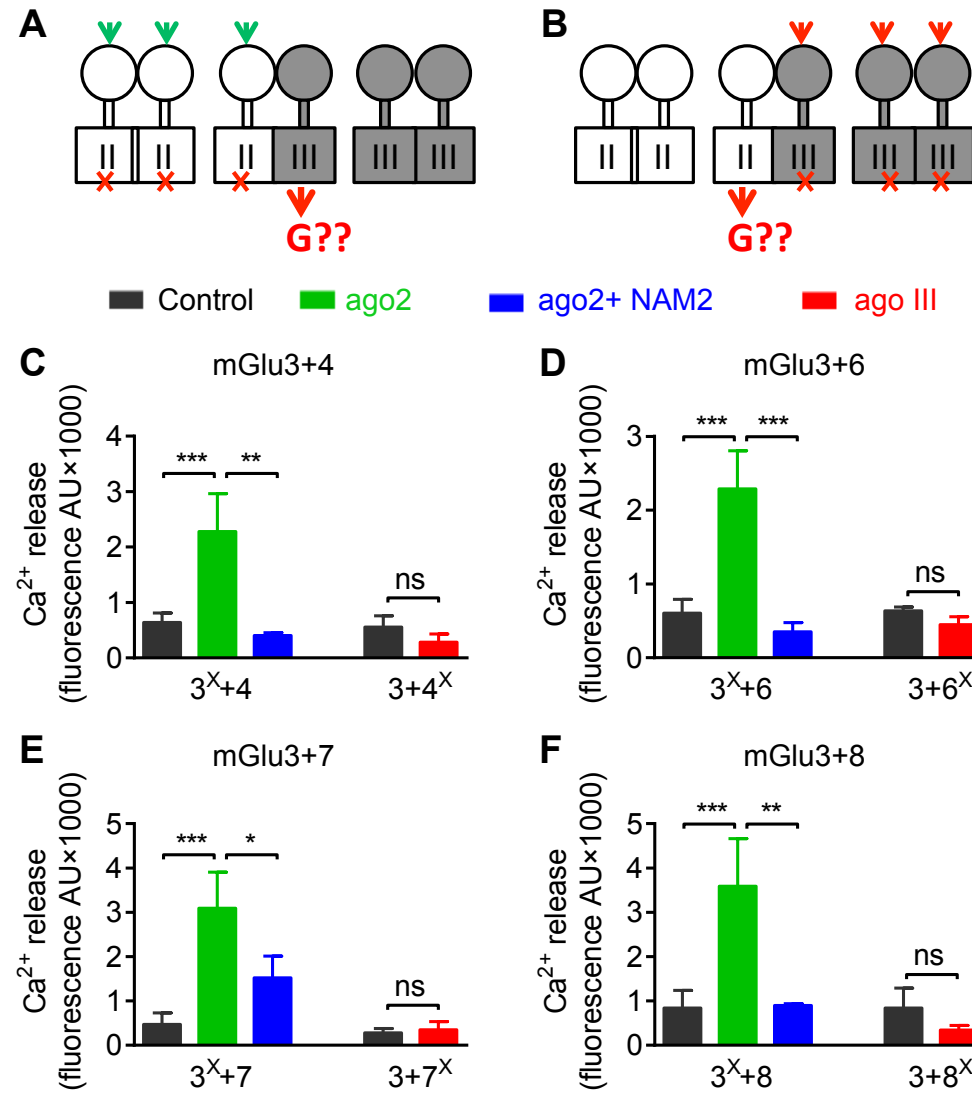 A
B
II II II III III III
II II II III III III
G??
G??
Control ago2 ago2+ NAM2 ago III
C mGlu3+4
Ca²⁺ release
(fluorescence AU×1000)
4
3
2
1
0
*** **
ns
3ˣ+4 3+4ˣ
D mGlu3+6
Ca²⁺ release
(fluorescence AU×1000)
3
2
1
0
*** ***
ns
3ˣ+6 3+6ˣ
E mGlu3+7
Ca²⁺ release
(fluorescence AU×1000)
5
4
3
2
1
0
*** *
ns
3ˣ+7 3+7ˣ
F mGlu3+8
Ca²⁺ release
(fluorescence AU×1000)
5
4
3
2
1
0
*** **
ns
3ˣ+8 3+8ˣ